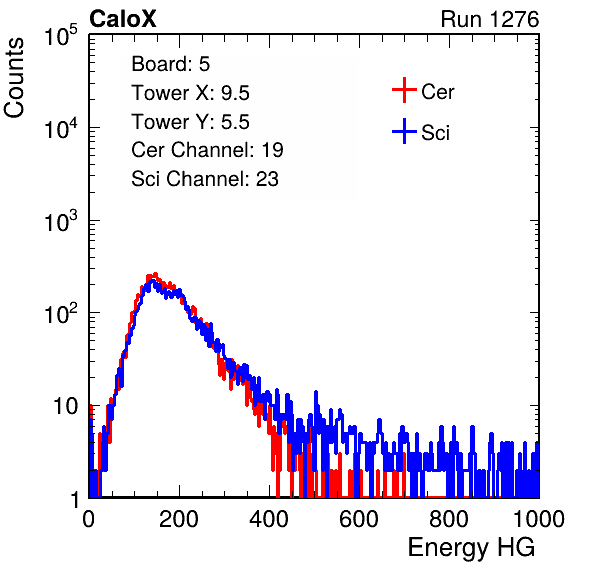 CaloX Run 1276
Counts
10^5
10^4
10^3
10^2
10
1
Board: 5
Tower X: 9.5
Tower Y: 5.5
Cer Channel: 19
Sci Channel: 23
Cer
Sci
0 200 400 600 800 1000
Energy HG